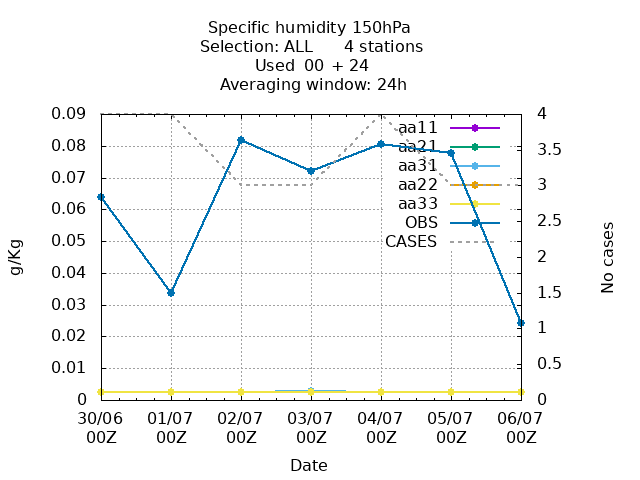 Specific humidity 150hPa
Selection: ALL 4 stations
Used 00 + 24
Averaging window: 24h
g/Kg
0.09
0.08
0.07
0.06
0.05
0.04
0.03
0.02
0.01
0
aa11
aa21
aa31
aa22
aa33
OBS
CASES
4
3.5
3
2.5
2
1.5
1
0.5
0
No cases
30/06 01/07 02/07 03/07 04/07 05/07 06/07
00Z 00Z 00Z 00Z 00Z 00Z 00Z
Date